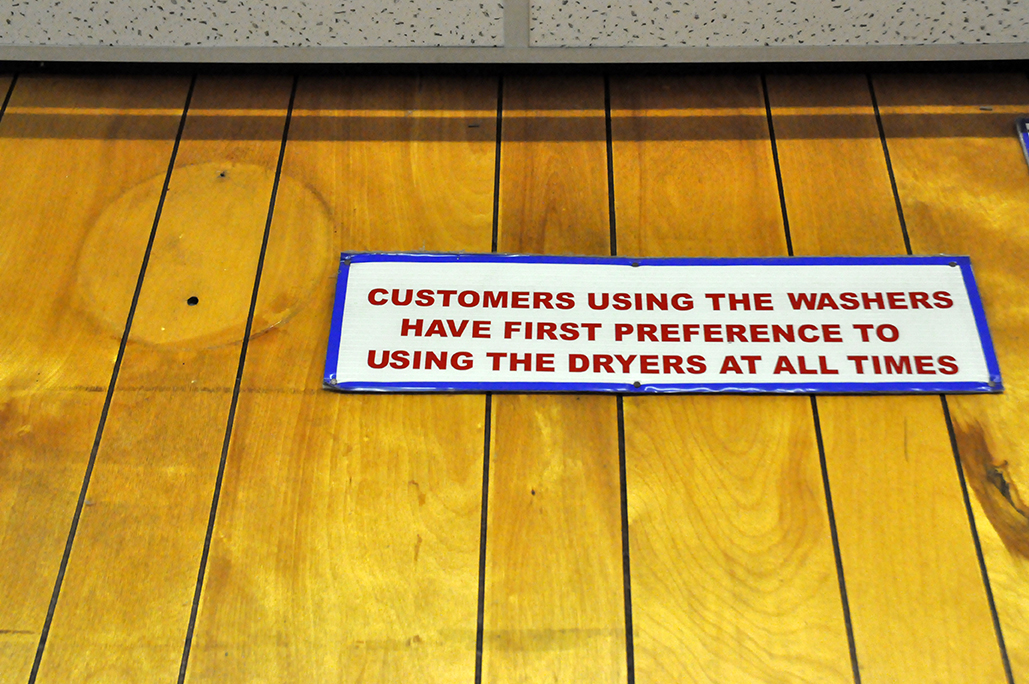 CUSTOMERS USING THE WASHERS
HAVE FIRST PREFERENCE TO
USING THE DRYERS AT ALL TIMES